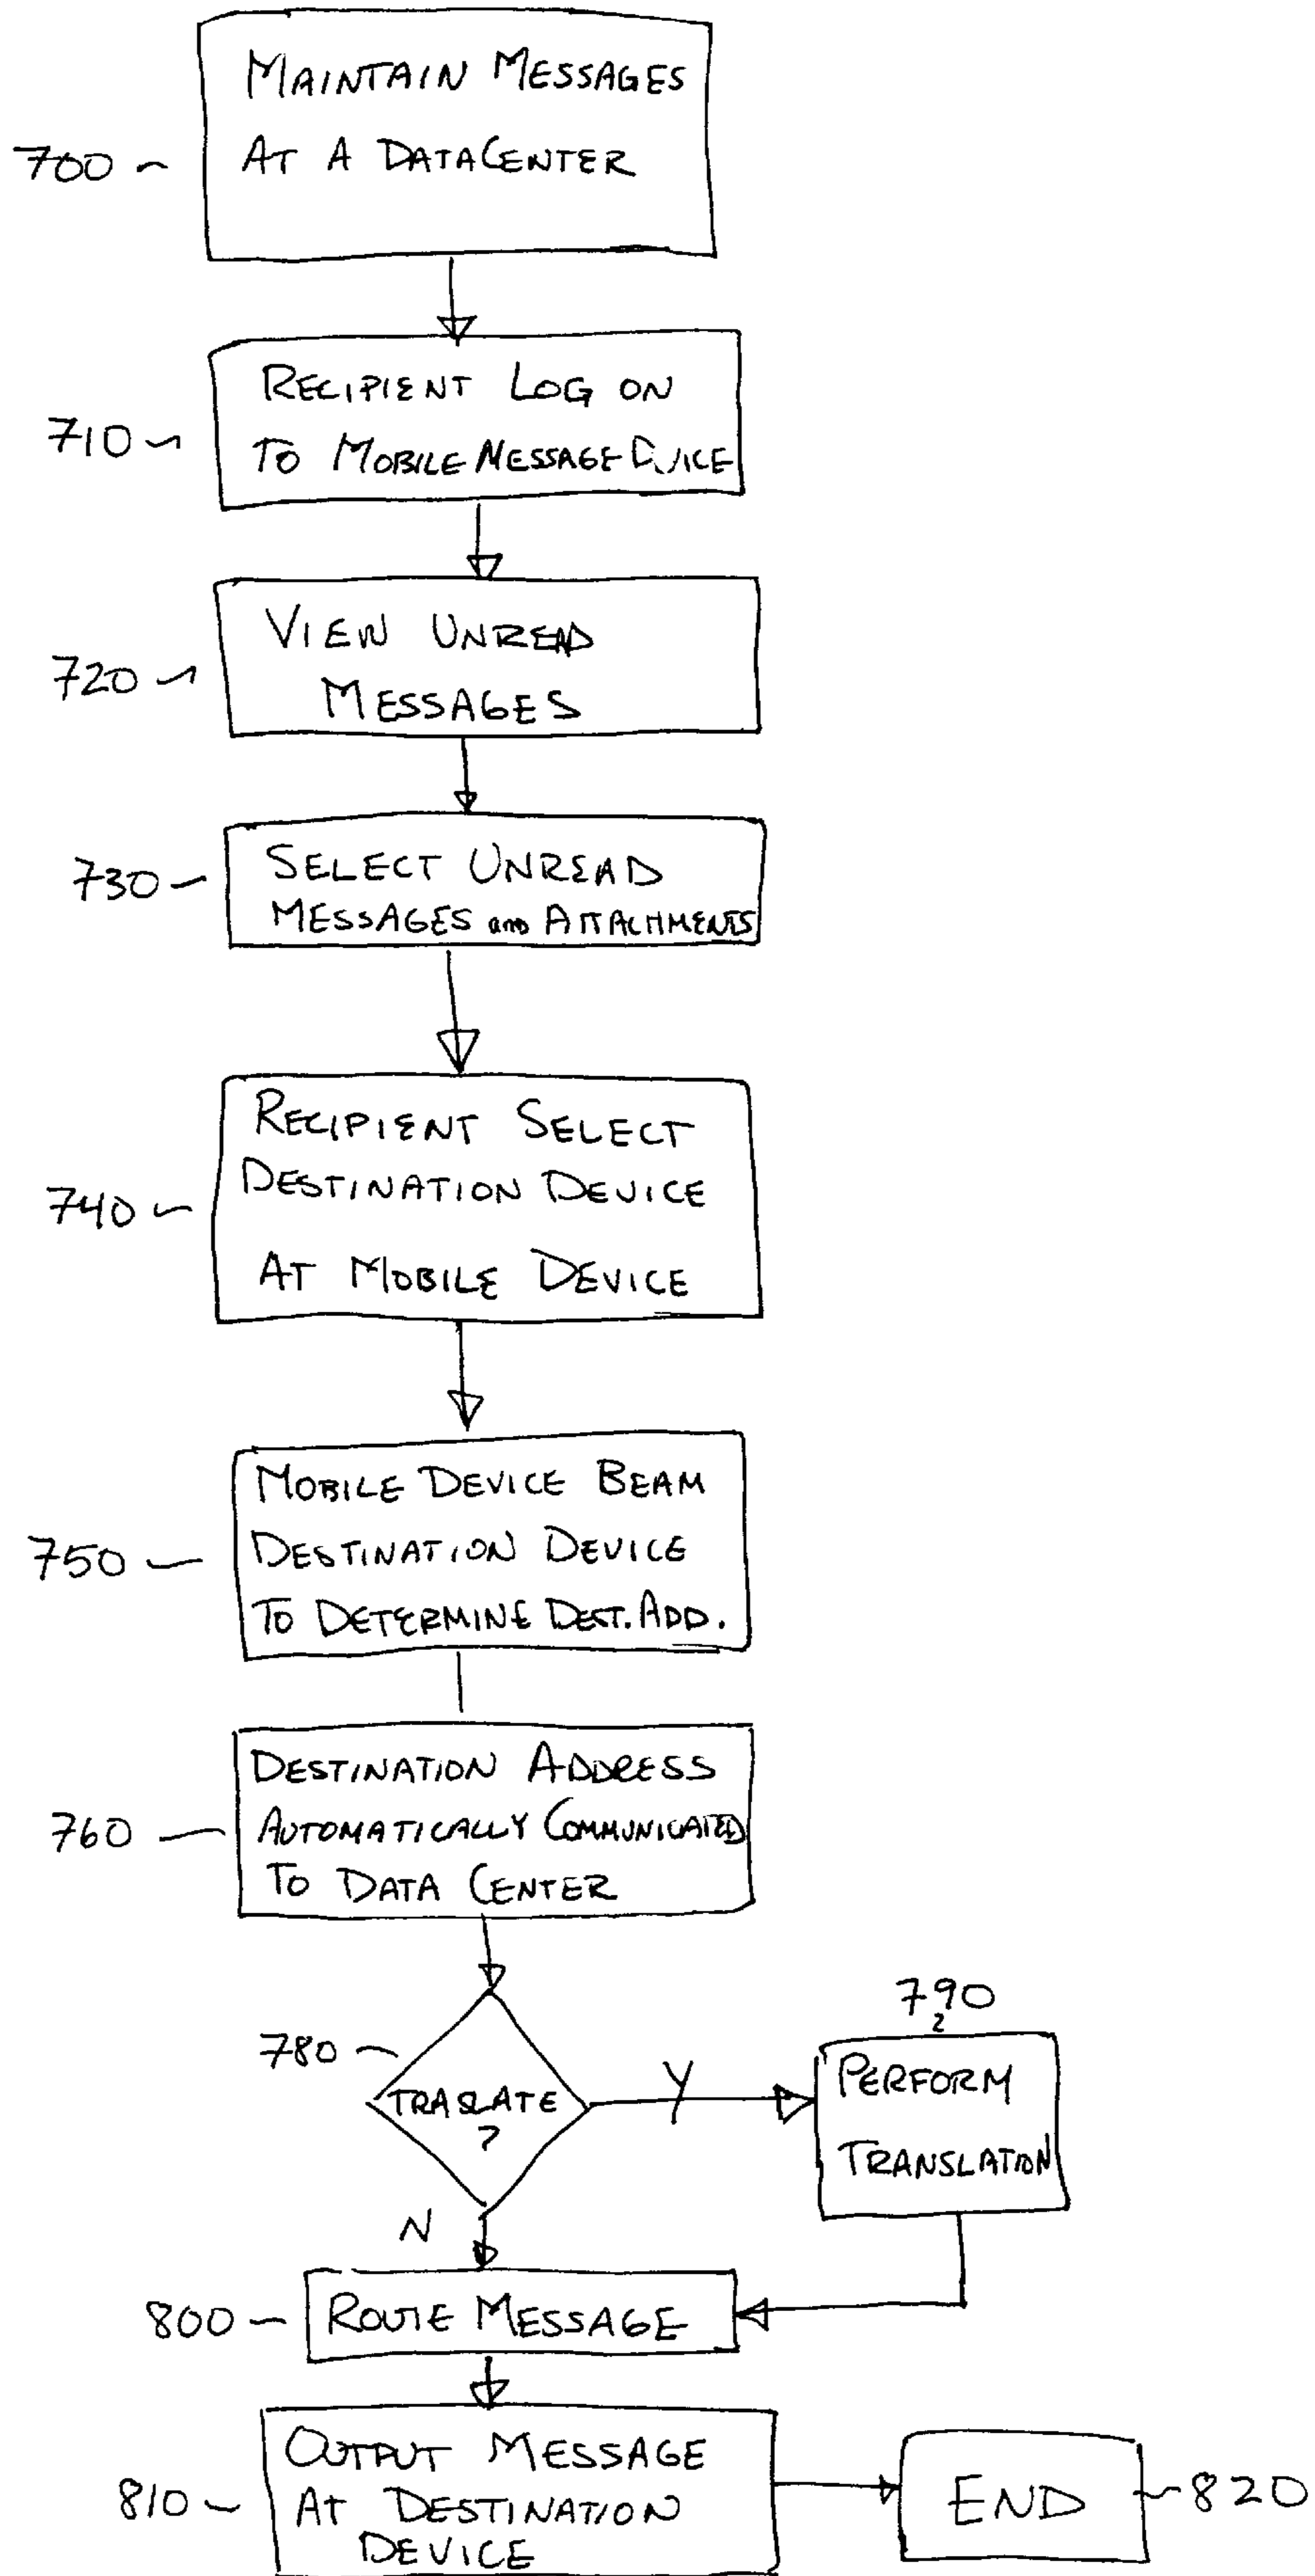 MAINTAIN MESSAGES
700
AT A DATACENTER
RECIPIENT LOG ON
710
TO MOBILE MESSAGE
VIEW UNREAD
720
MESSAGES
SELECT UNREAD
730
MESSAGES AND ATTACHMENTS
RECIPIENT SELECT
DESTINATION DEVICE
740
AT MOBILE DEVICE
MOBILE DEVICE BEAM
750
DESTINATION DEVICE
TO DETERMINE DEST. ADD.
DESTINATION ADDRESS
760
AUTOMATICALLY COMMUNICATED
TO DATA CENTER
790
780
PERFORM
TRASLATE
?
Y
TRANSLATION
N
800
ROUTE MESSAGE
OUTPUT MESSAGE
810
AT DESTINATION
DEVICE
END
820